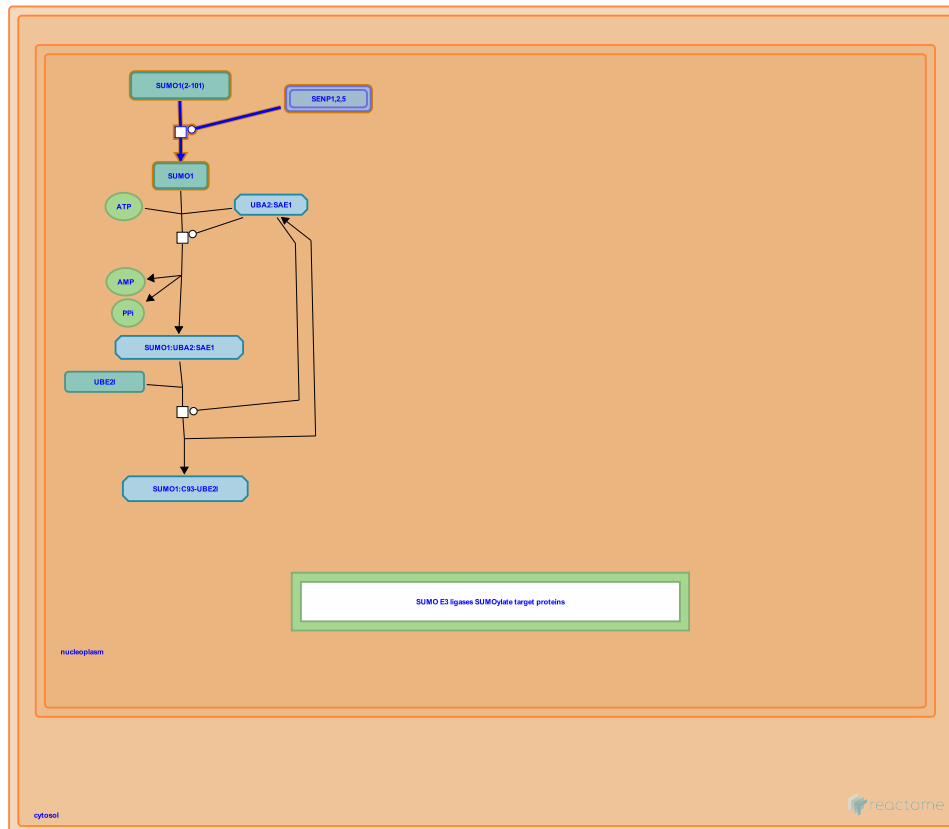 SUMO1(2-101)
SENP1,2,5
SUMO1
ATP
UBA2:SAE1
AMP
PPi
SUMO1:UBA2:SAE1
UBE2I
SUMO1:C93-UBE2I
SUMO E3 ligases SUMOylate target proteins
nucleoplasm
reactome
cytosol